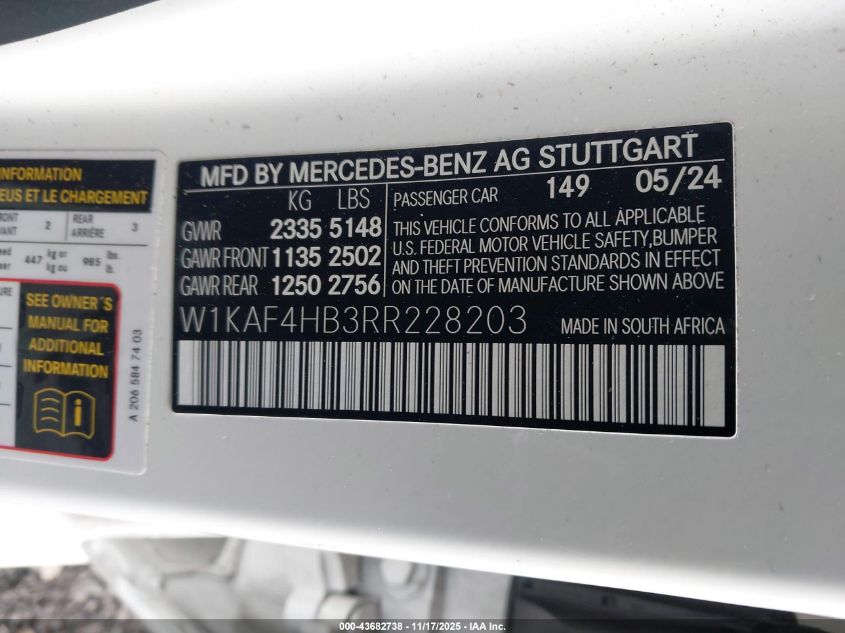 INFORMATION
EUS ET LE CHARGEMENT
2
REAR ARRIÈRE 3
447 kg or kg ou 985 lbs. lb.
SEE OWNER'S
MANUAL FOR
ADDITIONAL
INFORMATION
A 206 584 74 03
MFD BY MERCEDES-BENZ AG STUTTGART
KG LBS
GVWR 2335 5148
GAWR FRONT 1135 2502
GAWR REAR 1250 2756
PASSENGER CAR 149 05/24
THIS VEHICLE CONFORMS TO ALL APPLICABLE
U.S. FEDERAL MOTOR VEHICLE SAFETY, BUMPER
AND THEFT PREVENTION STANDARDS IN EFFECT
ON THE DATE OF MANUFACTURE SHOWN ABOVE
W1KAF4HB3RR228203 MADE IN SOUTH AFRICA
000-43682738 - 11/17/2025 - IAA Inc.